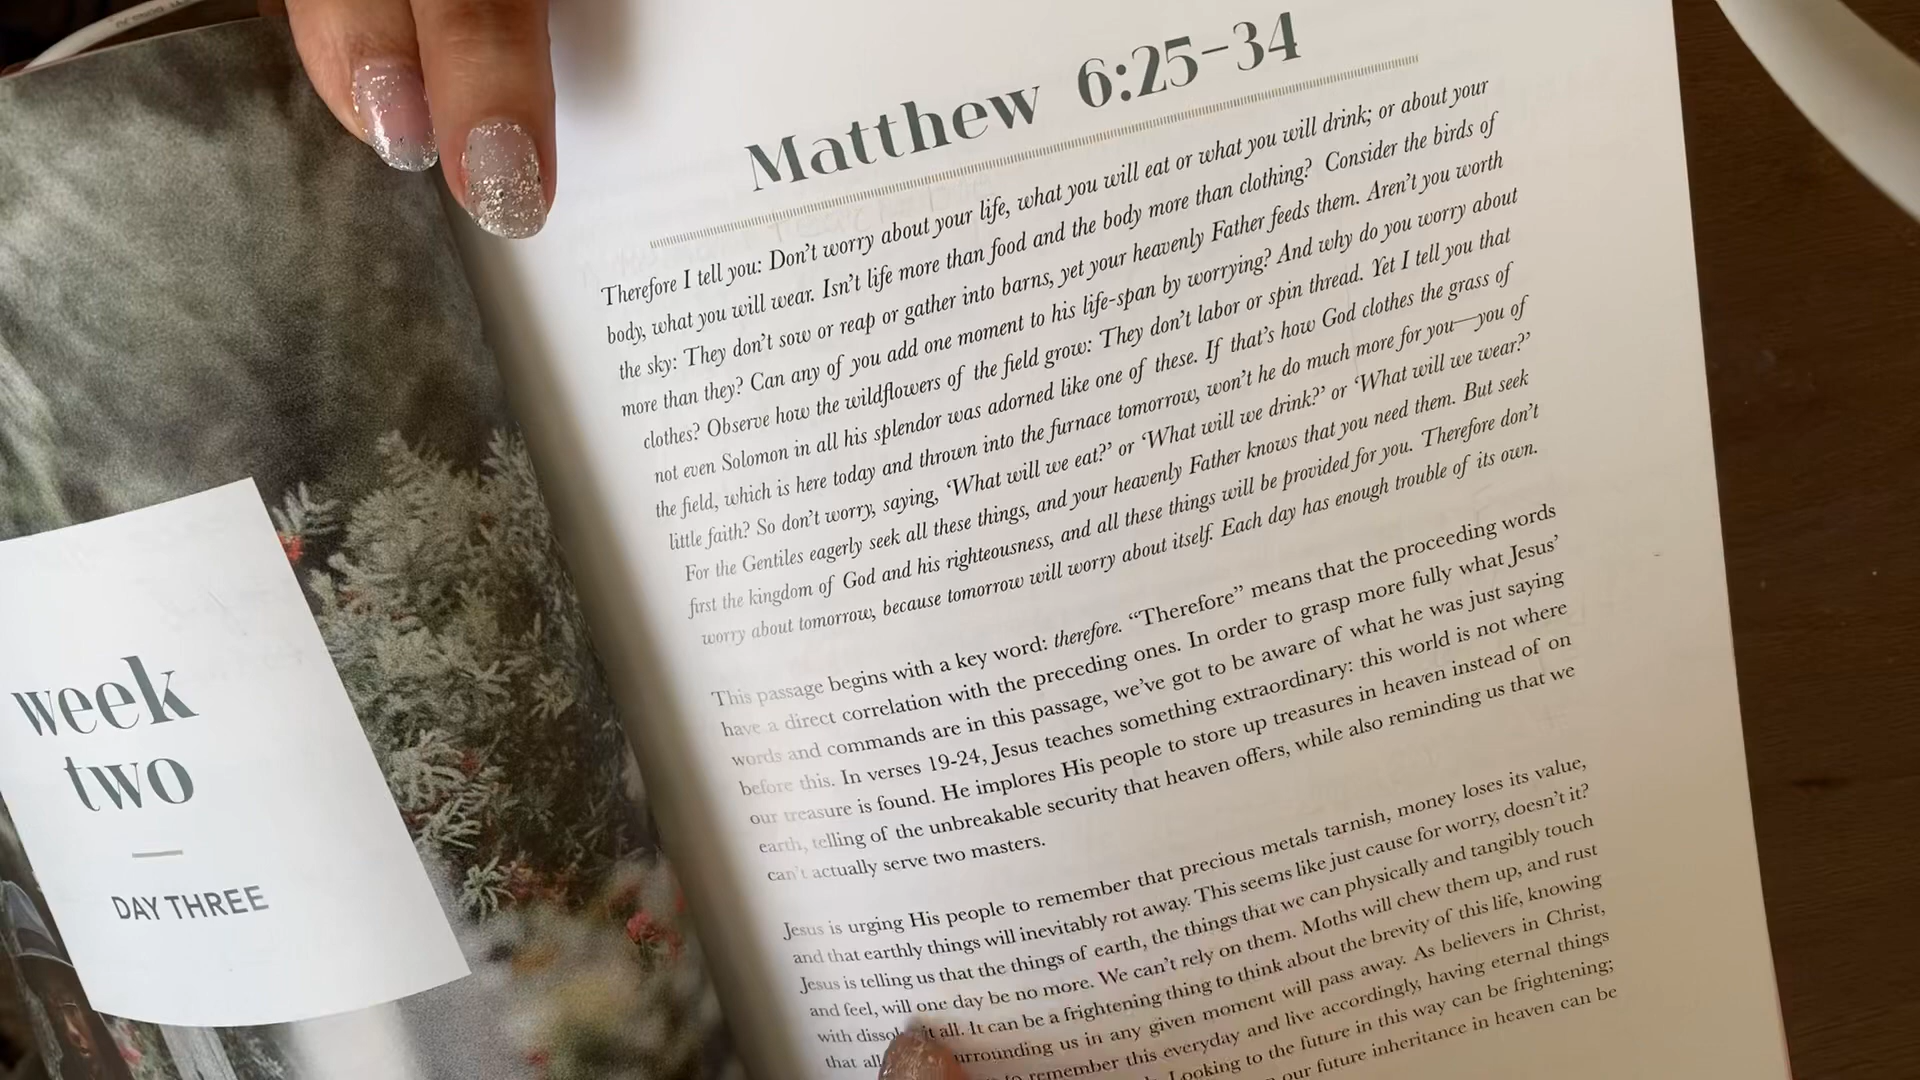 week
two
DAY THREE
Matthew 6:25-34
Therefore I tell you: Don't worry about your life, what you will eat or what you will drink; or about your
body, what you will wear. Isn't life more than food and the body more than clothing? Consider the birds of
the sky: They don't sow or reap or gather into barns, yet your heavenly Father feeds them. Aren't you worth
more than they? Can any of you add one moment to his life-span by worrying? And why do you worry about
clothes? Observe how the wildflowers of the field grow: They don't labor or spin thread. Yet I tell you that
not even Solomon in all his splendor was adorned like one of these. If that's how God clothes the grass of
the field, which is here today and thrown into the furnace tomorrow, won't he do much more for you—you of
little faith? So don't worry, saying, 'What will we eat?' or 'What will we drink?' or 'What will we wear?'
For the Gentiles eagerly seek all these things, and your heavenly Father knows that you need them. But seek
first the kingdom of God and his righteousness, and all these things will be provided for you. Therefore don't
worry about tomorrow, because tomorrow will worry about itself. Each day has enough trouble of its own.
This passage begins with a key word: therefore. "Therefore" means that the proceeding words
have a direct correlation with the preceding ones. In order to grasp more fully what Jesus'
words and commands are in this passage, we've got to be aware of what he was just saying
before this. In verses 19-24, Jesus teaches something extraordinary: this world is not where
our treasure is found. He implores His people to store up treasures in heaven instead of on
earth, telling of the unbreakable security that heaven offers, while also reminding us that we
can't actually serve two masters.
Jesus is urging His people to remember that precious metals tarnish, money loses its value,
and that earthly things will inevitably rot away. This seems like just cause for worry, doesn't it?
Jesus is telling us that the things of earth, the things that we can physically and tangibly touch
and feel, will one day be no more. We can't rely on them. Moths will chew them up, and rust
with it all. It can be a frightening thing to think about the brevity of this life, knowing
that all surrounding us in any given moment will pass away. As believers in Christ,
to remember this everyday and live accordingly, having eternal things
Looking to the future in this way can be frightening;
our future inheritance in heaven can be